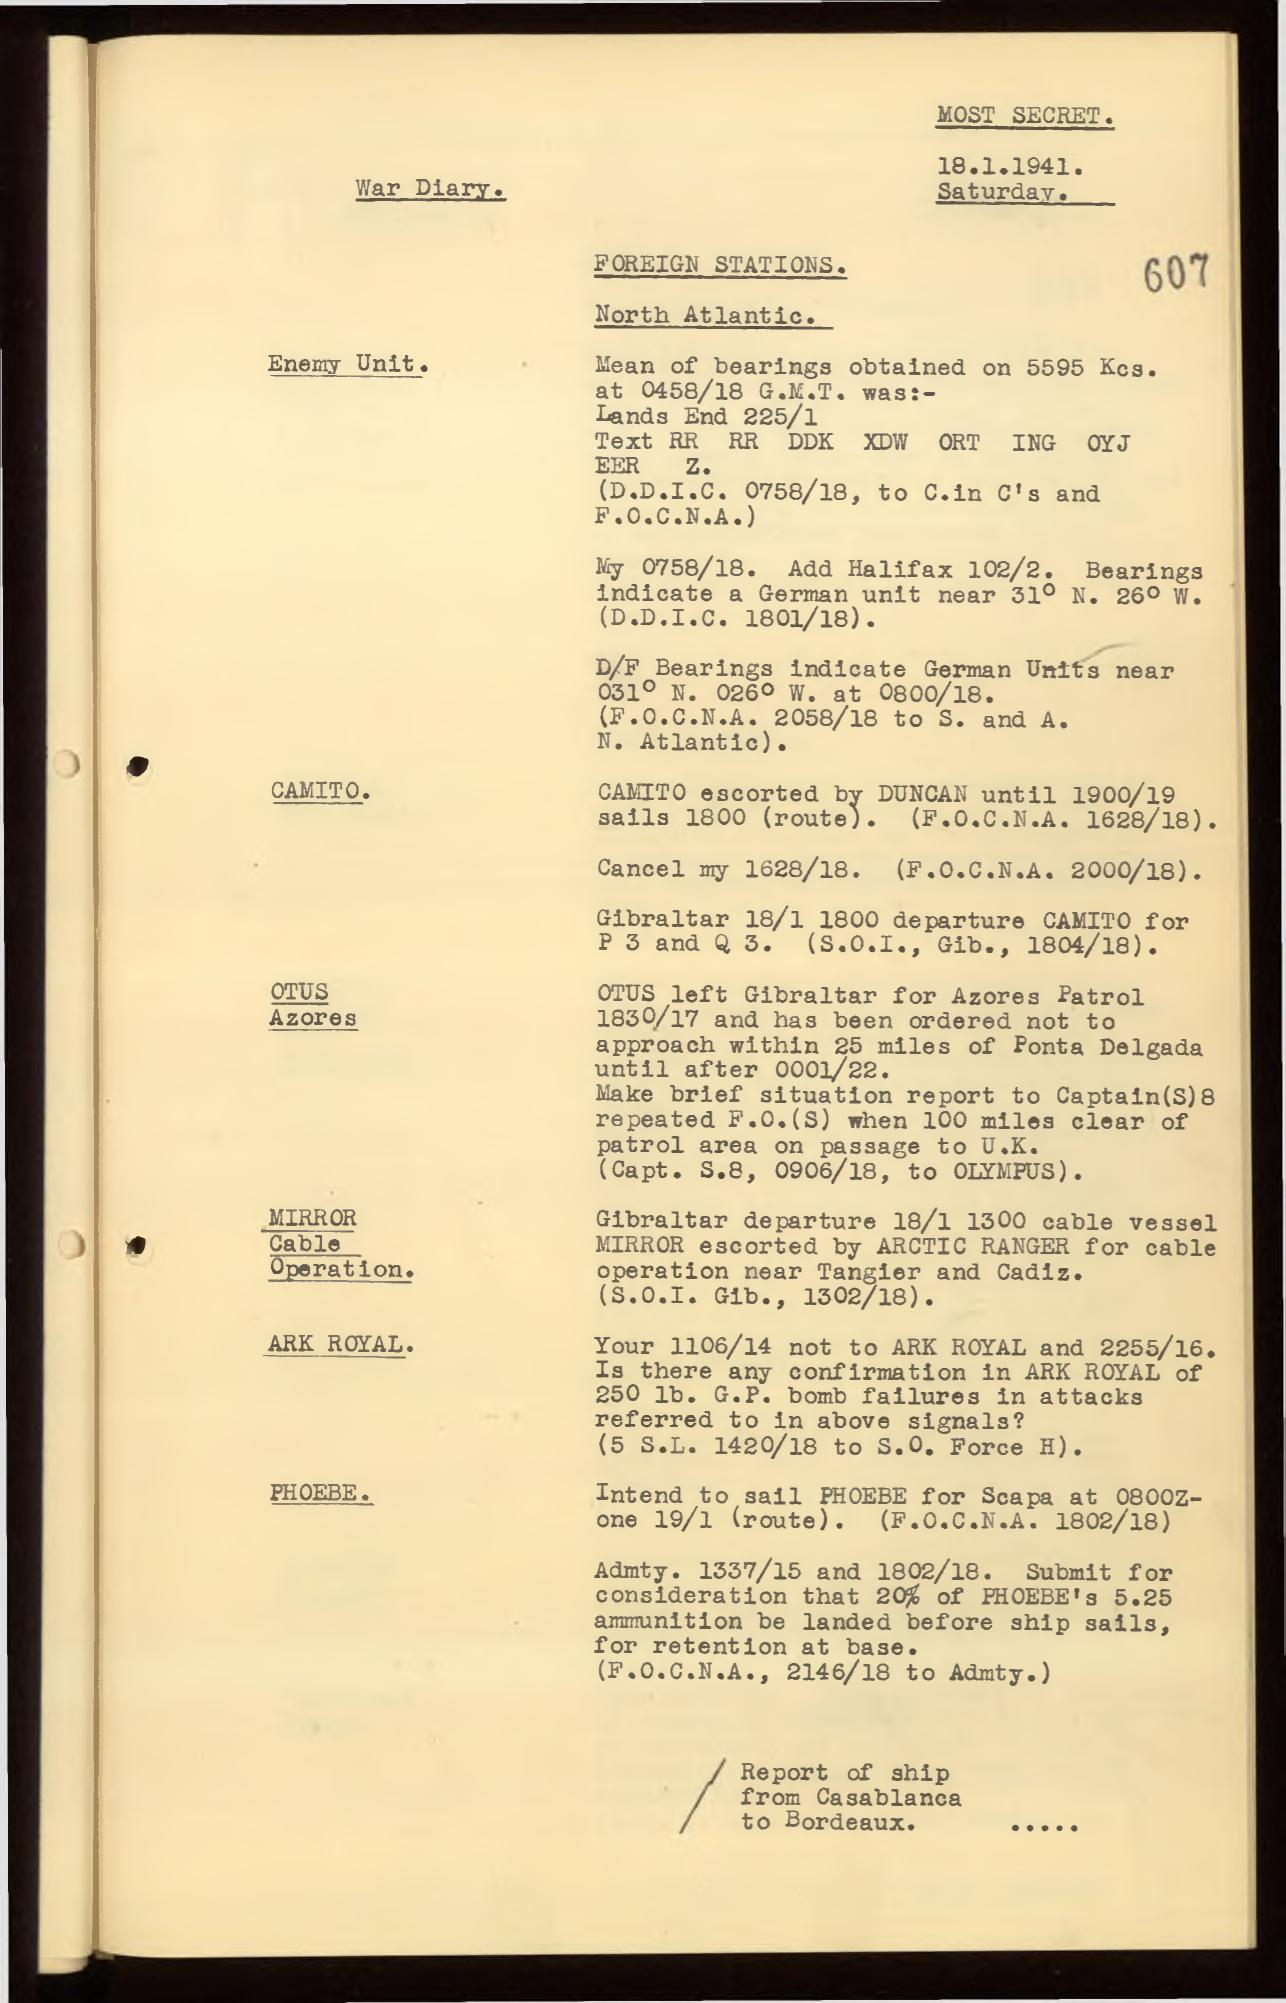 MOST SECRET.
18.1.1941.
Saturday.
War Diary.
FOREIGN STATIONS.
607
North Atlantic.
Enemy Unit.
Mean of bearings obtained on 5595 Kcs.
at 0458/18 G.M.T. was:-
Lands End 225/1
Text RR RR DDK XDW ORT ING OYJ
EER Z.
(D.D.I.C. 0758/18, to C.in C's and
F.O.C.N.A.)
My 0758/18. Add Halifax 102/2. Bearings
indicate a German unit near 31° N. 26° W.
(D.D.I.C. 1801/18).
D/F Bearings indicate German Units near
031° N. 026° W. at 0800/18.
(F.O.C.N.A. 2058/18 to S. and A.
N. Atlantic).
CAMITO.
CAMITO escorted by DUNCAN until 1900/19
sails 1800 (route). (F.O.C.N.A. 1628/18).
Cancel my 1628/18. (F.O.C.N.A. 2000/18).
Gibraltar 18/1 1800 departure CAMITO for
P 3 and Q 3. (S.O.I., Gib., 1804/18).
OTUS
Azores
OTUS left Gibraltar for Azores Patrol
1830/17 and has been ordered not to
approach within 25 miles of Ponta Delgada
until after 0001/22.
Make brief situation report to Captain(S)8
repeated F.O.(S) when 100 miles clear of
patrol area on passage to U.K.
(Capt. S.8, 0906/18, to OLYMPUS).
MIRROR
Cable
Operation.
Gibraltar departure 18/1 1300 cable vessel
MIRROR escorted by ARCTIC RANGER for cable
operation near Tangier and Cadiz.
(S.O.I. Gib., 1302/18).
ARK ROYAL.
Your 1106/14 not to ARK ROYAL and 2255/16.
Is there any confirmation in ARK ROYAL of
250 lb. G.P. bomb failures in attacks
referred to in above signals?
(5 S.L. 1420/18 to S.O. Force H).
PHOEBE.
Intend to sail PHOEBE for Scapa at 0800Z-
one 19/1 (route). (F.O.C.N.A. 1802/18)
Admty. 1337/15 and 1802/18. Submit for
consideration that 20% of PHOEBE's 5.25
ammunition be landed before ship sails,
for retention at base.
(F.O.C.N.A., 2146/18 to Admty.)
/ Report of ship
from Casablanca
to Bordeaux. .....